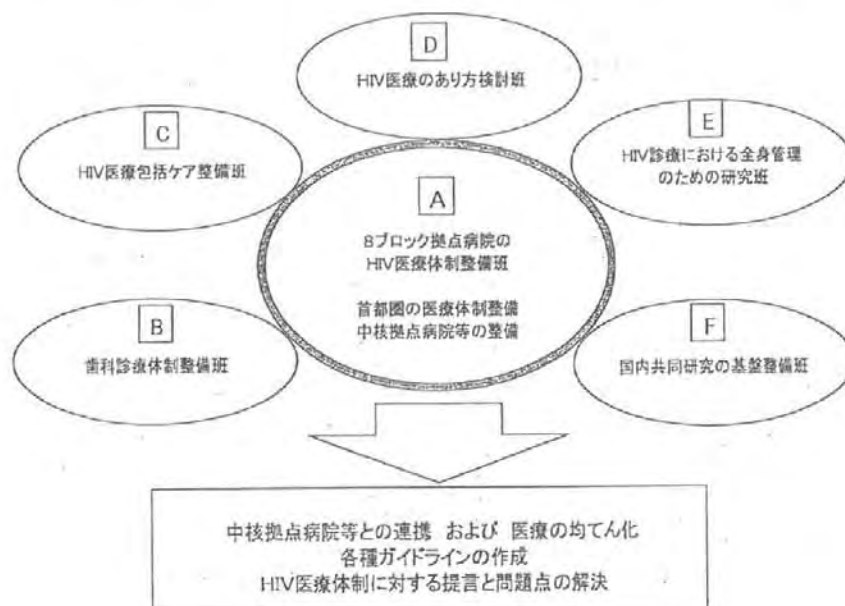 D
HIV医療のあり方検討班
C
HIV医療包括ケア整備班
E
HIV診療における全身管理
のための研究班
A
8ブロック拠点病院の
HIV医療体制整備班
首都圏の医療体制整備
中核拠点病院等の整備
B
歯科診療体制整備班
F
国内共同研究の基盤整備班
中核拠点病院等との連携 および 医療の均てん化
各種ガイドラインの作成
HIV医療体制に対する提言と問題点の解決